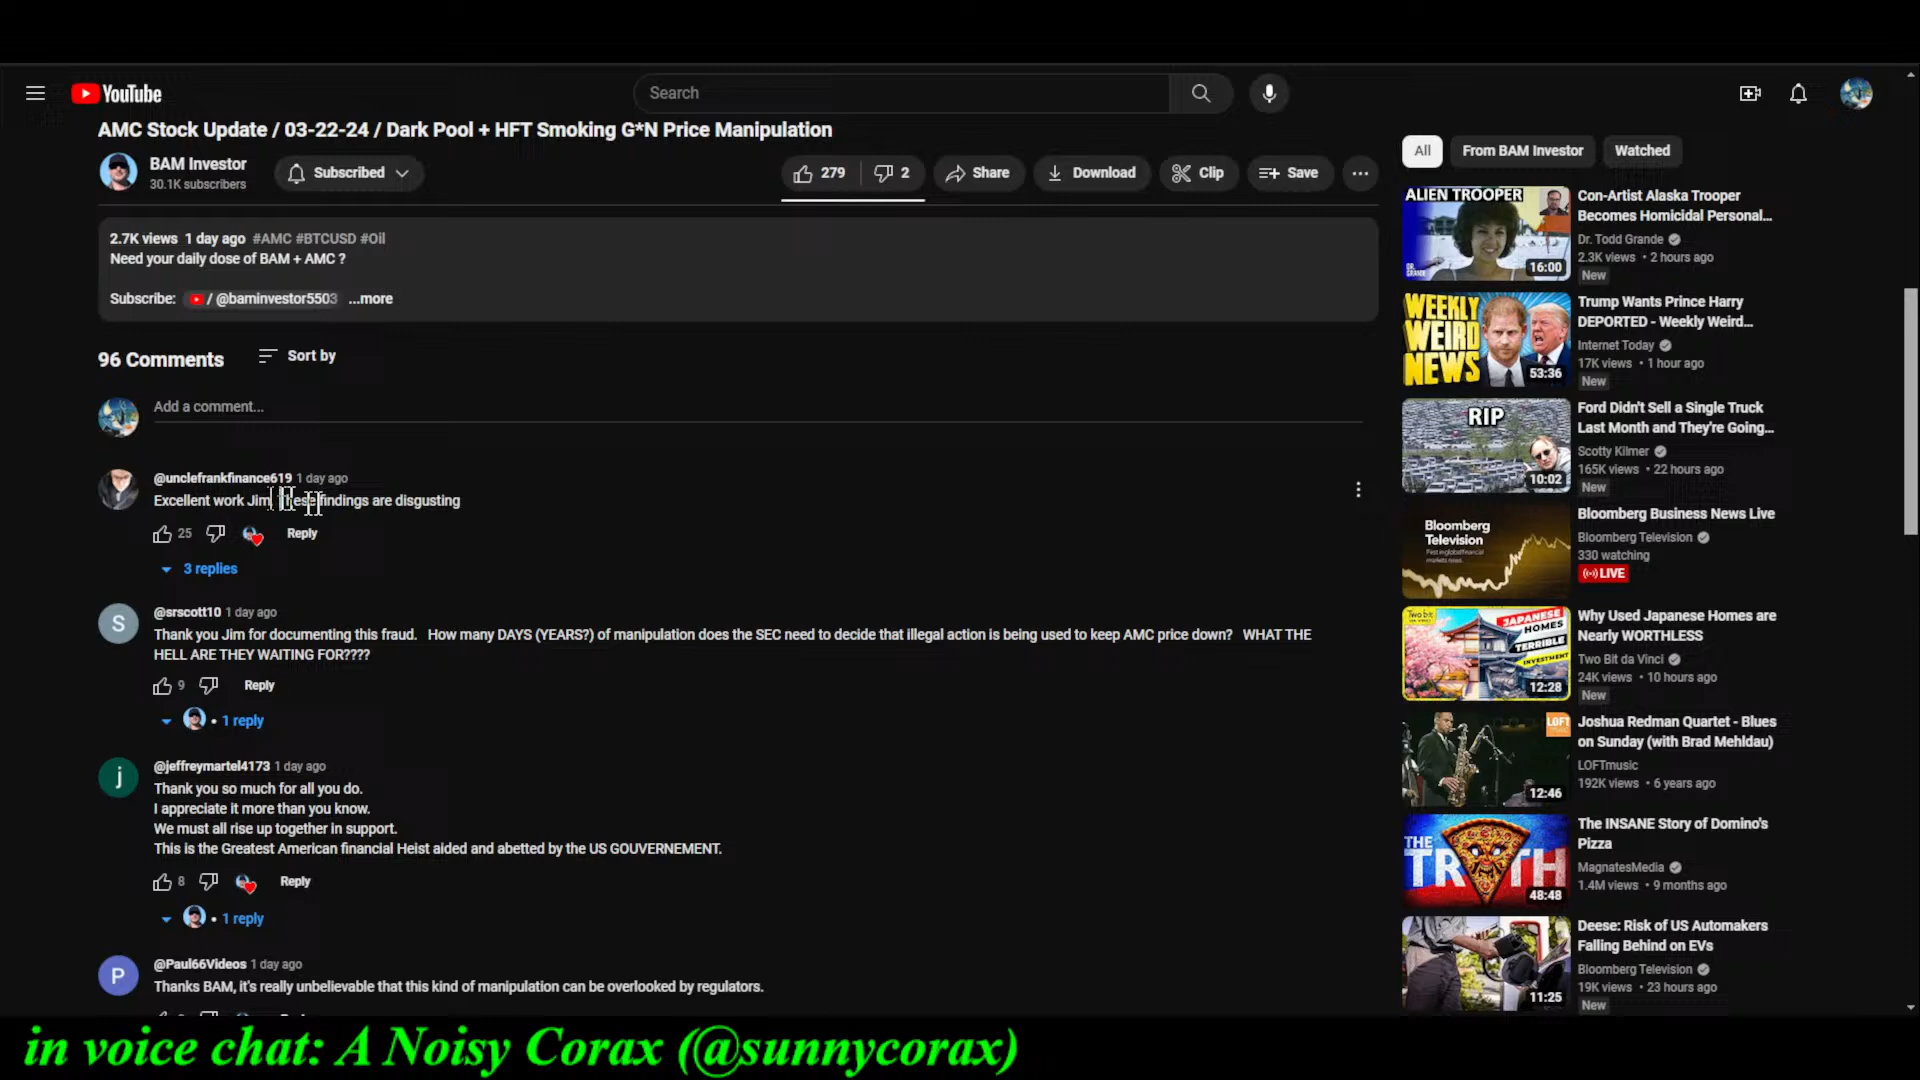 YouTube
Search
AMC Stock Update / 03-22-24 / Dark Pool + HFT Smoking G*N Price Manipulation
BAM Investor
30.1K subscribers
Subscribed
279
2
Share
Download
Clip
Save
2.7K views 1 day ago #AMC #BTCUSD #Oil
Need your daily dose of BAM + AMC ?
Subscribe: / @baminvestor5503 ...more
96 Comments
Sort by
Add a comment...
@unclefrankfinance619 1 day ago
Excellent work Jim, These findings are disgusting
25
Reply
3 replies
S
@srscott10 1 day ago
Thank you Jim for documenting this fraud. How many DAYS (YEARS?) of manipulation does the SEC need to decide that illegal action is being used to keep AMC price down? WHAT THE
HELL ARE THEY WAITING FOR????
9
Reply
• 1 reply
j
@jeffreymartel4173 1 day ago
Thank you so much for all you do.
I appreciate it more than you know.
We must all rise up together in support.
This is the Greatest American financial Heist aided and abetted by the US GOUVERNEMENT.
8
Reply
• 1 reply
P
@Paul66Videos 1 day ago
Thanks BAM, it's really unbelievable that this kind of manipulation can be overlooked by regulators.
All
From BAM Investor
Watched
ALIEN TROOPER
DR. GRANDE
16:00
Con-Artist Alaska Trooper
Becomes Homicidal Personal...
Dr. Todd Grande
2.3K views • 2 hours ago
New
WEEKLY
WEIRD
NEWS
53:36
Trump Wants Prince Harry
DEPORTED - Weekly Weird...
Internet Today
17K views • 1 hour ago
New
RIP
10:02
Ford Didn't Sell a Single Truck
Last Month and They're Going...
Scotty Kilmer
165K views • 22 hours ago
New
Bloomberg
Television
First in global financial
markets news.
Bloomberg Business News Live
Bloomberg Television
330 watching
LIVE
Two bit
JAPANESE
HOMES
TERRIBLE
INVESTMENT
12:28
Why Used Japanese Homes are
Nearly WORTHLESS
Two Bit da Vinci
24K views • 10 hours ago
New
LOFT
12:46
Joshua Redman Quartet - Blues
on Sunday (with Brad Mehldau)
LOFTmusic
192K views • 6 years ago
THE
TRUTH
48:48
The INSANE Story of Domino's
Pizza
MagnatesMedia
1.4M views • 9 months ago
11:25
Deese: Risk of US Automakers
Falling Behind on EVs
Bloomberg Television
19K views • 23 hours ago
New
in voice chat: A Noisy Corax (@sunnycorax)